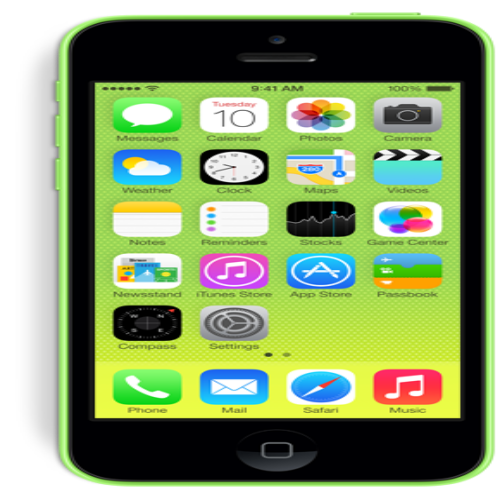 9:41 AM 100%
Tuesday
10
Messages Calendar Photos Camera
280
Weather Clock Maps Videos
Notes Reminders Stocks Game Center
Newsstand iTunes Store App Store Passbook
Compass Settings
Phone Mail Safari Music